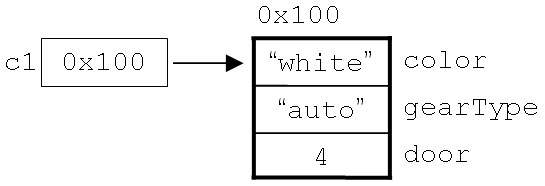 0x100
c1 0x100 “white” color
“auto” gearType
4 door